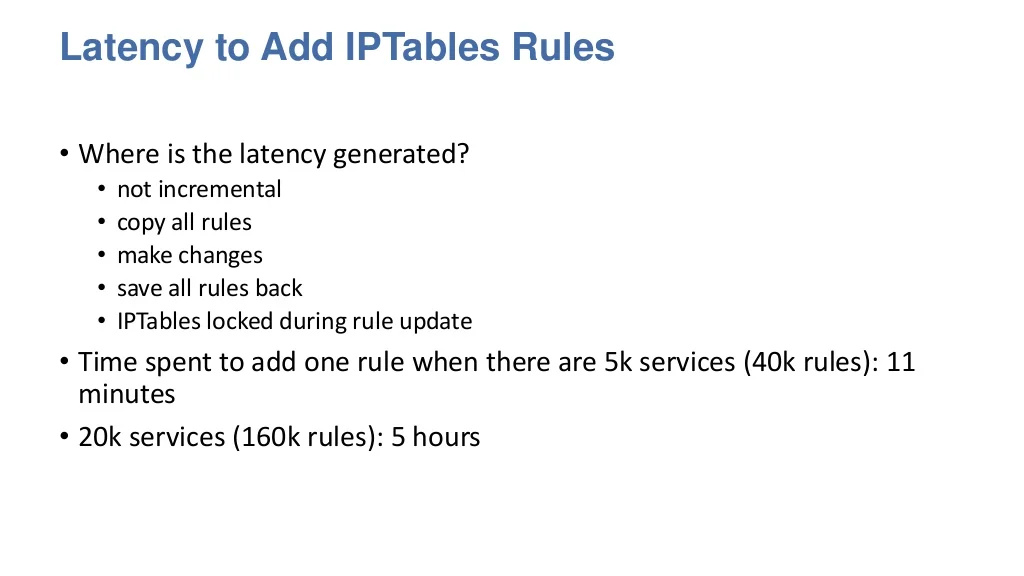 Latency to Add IPTables Rules
• Where is the latency generated?
• not incremental
• copy all rules
• make changes
• save all rules back
• IPTables locked during rule update
• Time spent to add one rule when there are 5k services (40k rules): 11
minutes
• 20k services (160k rules): 5 hours